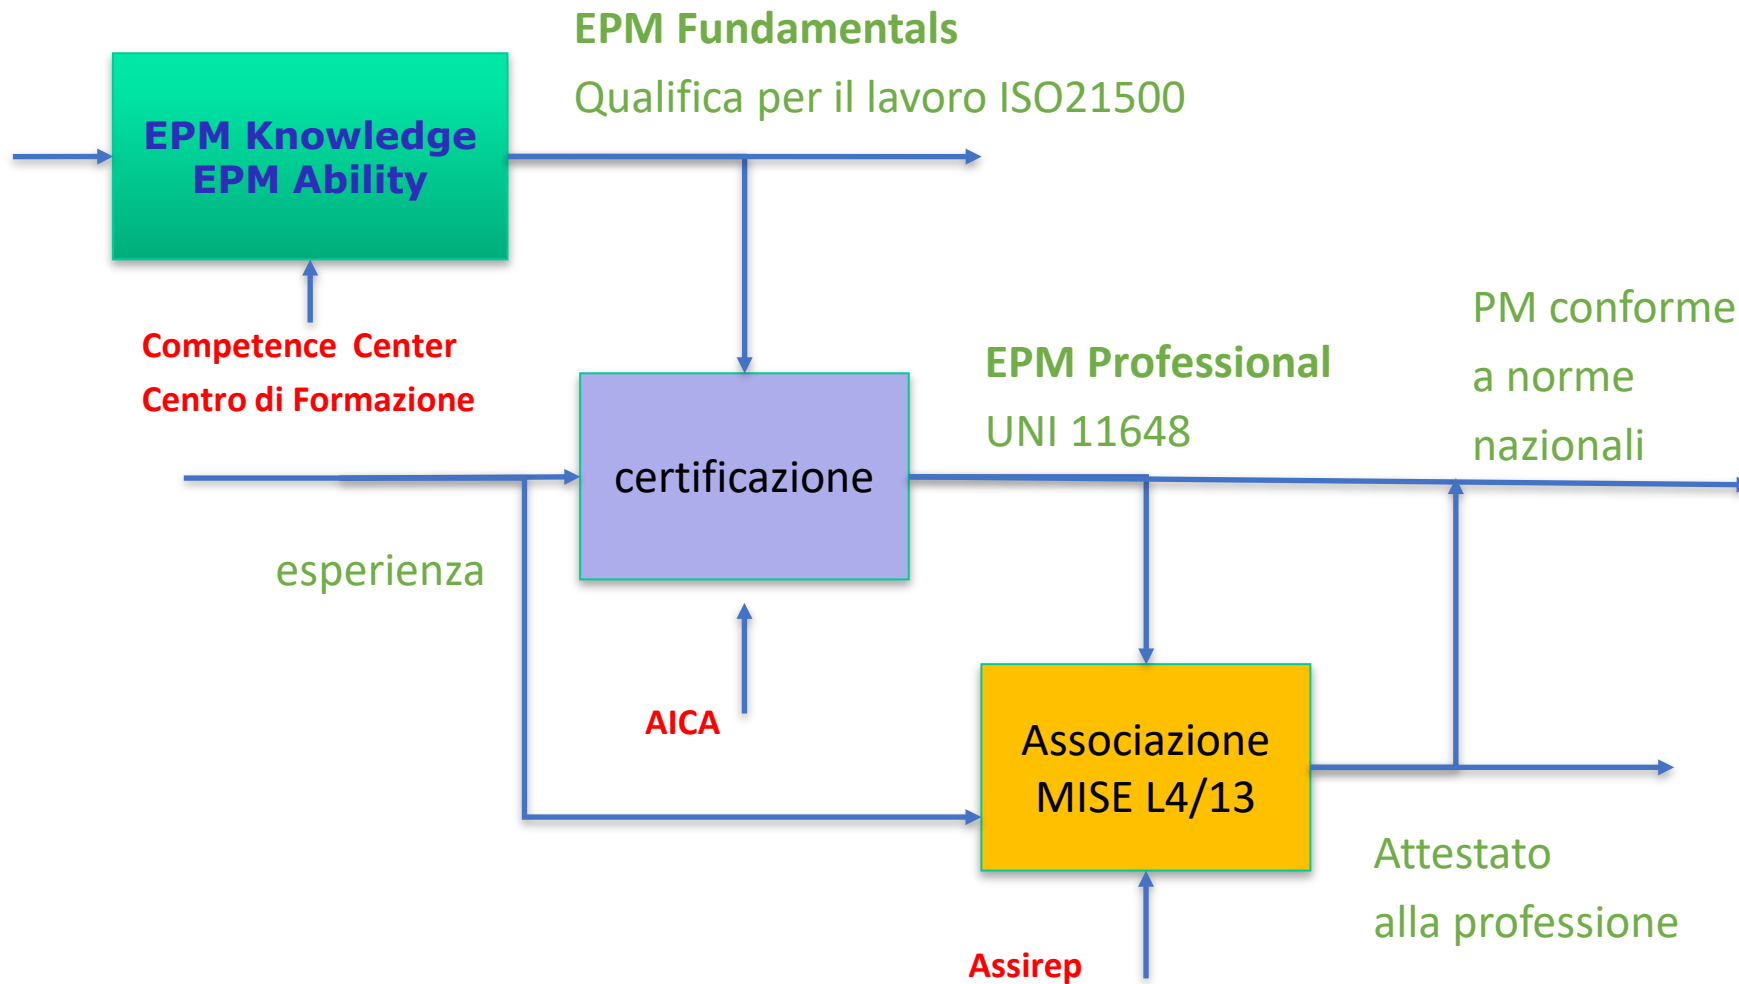 EPM Fundamentals
Qualifica per il lavoro ISO21500
EPM Knowledge
EPM Ability
Competence Center
Centro di Formazione
PM conforme
a norme
nazionali
EPM Professional
UNI 11648
certificazione
esperienza
AICA
Associazione
MISE L4/13
Attestato
alla professione
Assirep